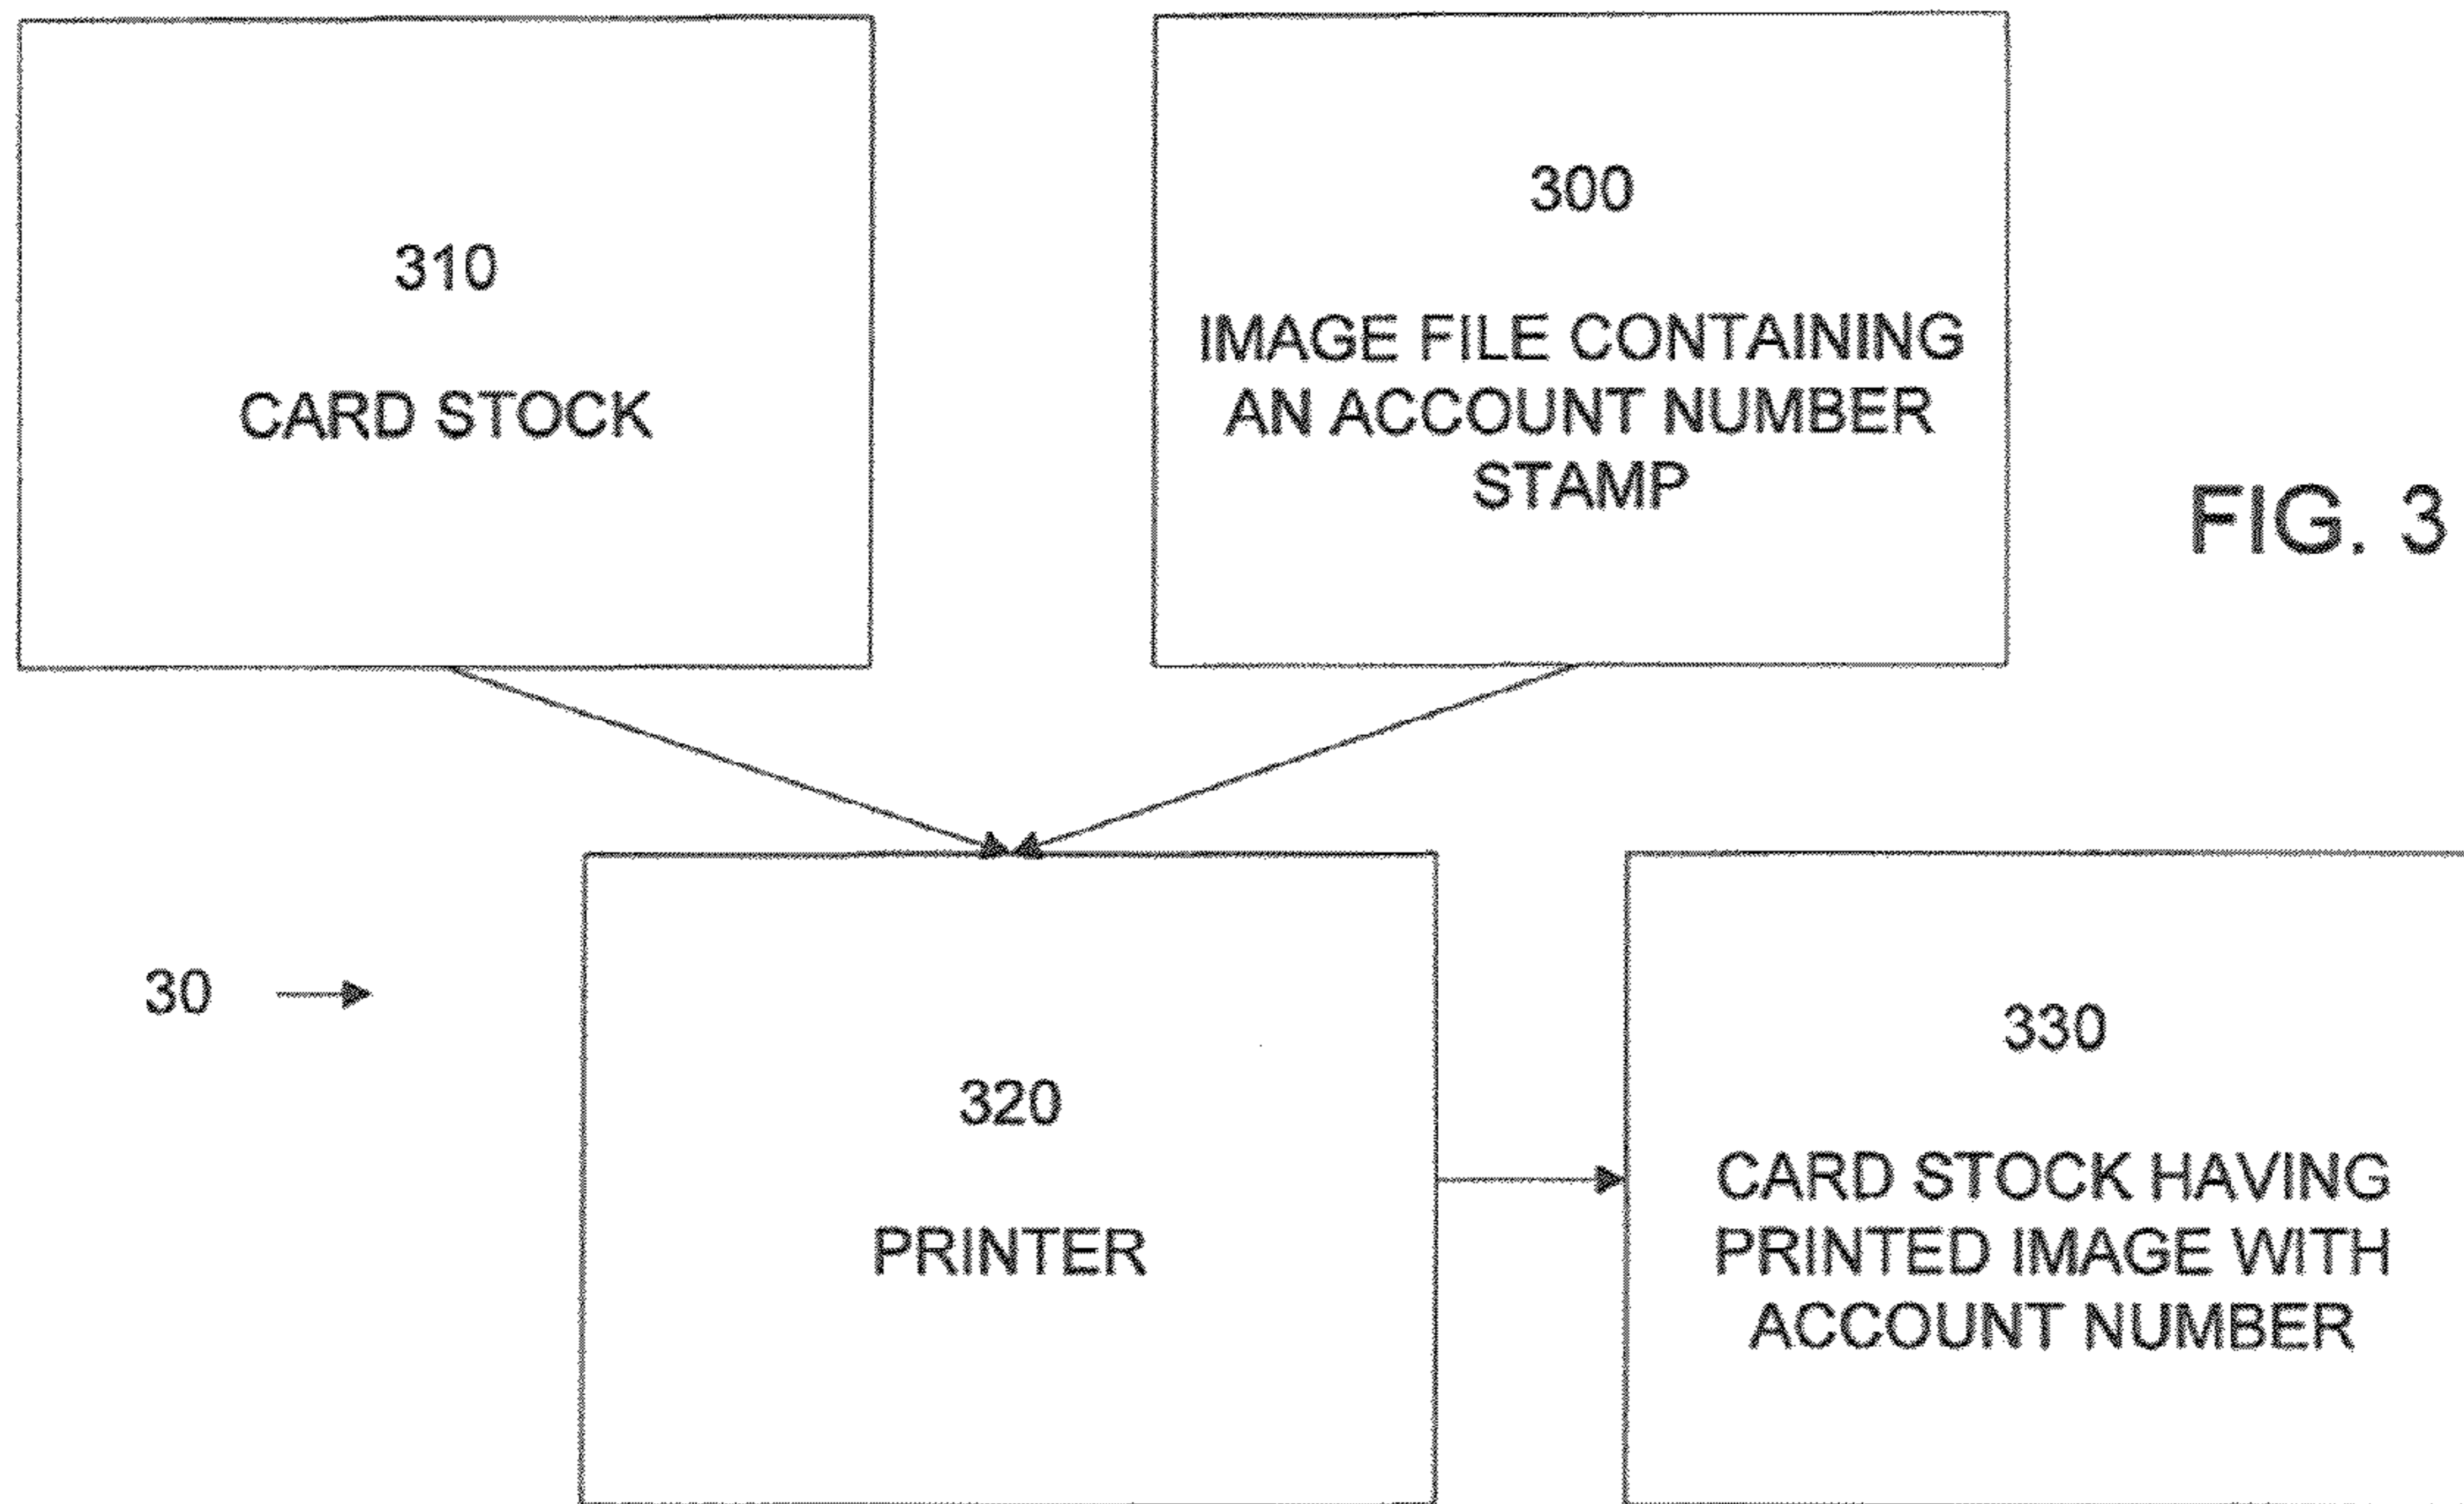 310
CARD STOCK
300
IMAGE FILE CONTAINING
AN ACCOUNT NUMBER
STAMP
FIG. 3
30
320
PRINTER
330
CARD STOCK HAVING
PRINTED IMAGE WITH
ACCOUNT NUMBER